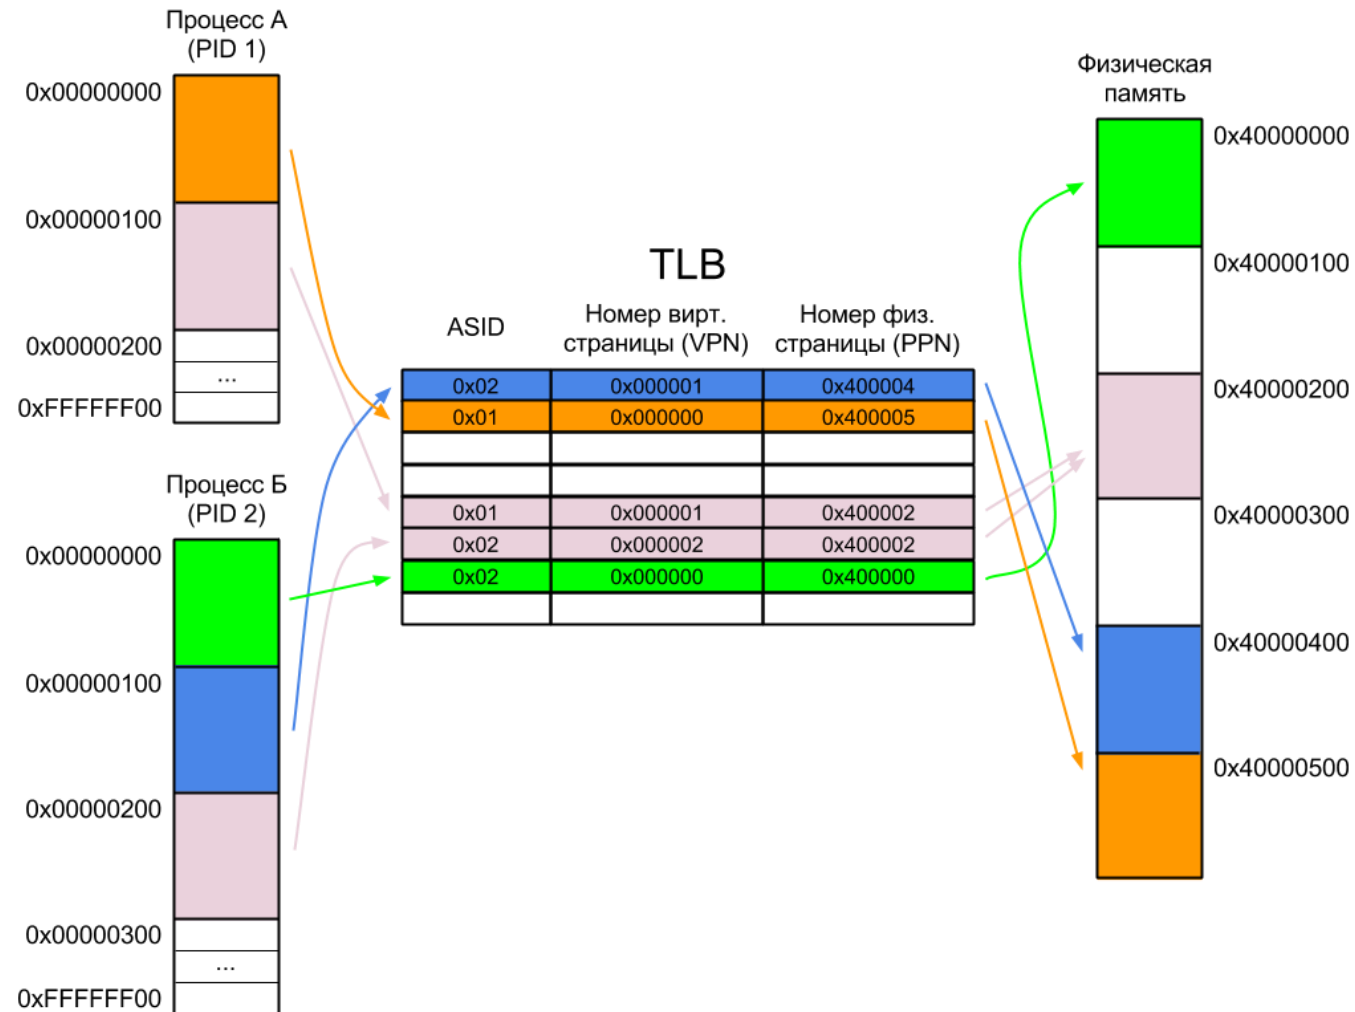 Процесс А
(PID 1)
0x00000000
0x00000100
0x00000200
...
0xFFFFFF00
Процесс Б
(PID 2)
0x00000000
0x00000100
0x00000200
0x00000300
...
0xFFFFFF00
TLB
ASID
Номер вирт.
страницы (VPN)
Номер физ.
страницы (PPN)
0x02 0x000001 0x400004
0x01 0x000000 0x400005
0x01 0x000001 0x400002
0x02 0x000002 0x400002
0x02 0x000000 0x400000
Физическая
память
0x40000000
0x40000100
0x40000200
0x40000300
0x40000400
0x40000500